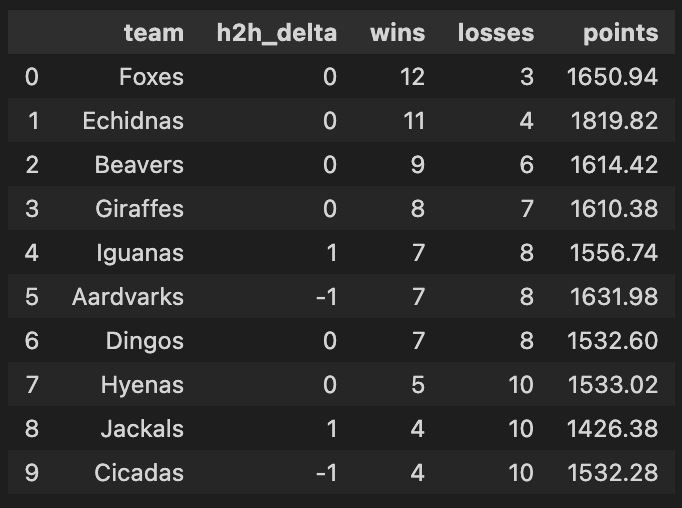 team h2h_delta wins losses points
0 Foxes 0 12 3 1650.94
1 Echidnas 0 11 4 1819.82
2 Beavers 0 9 6 1614.42
3 Giraffes 0 8 7 1610.38
4 Iguanas 1 7 8 1556.74
5 Aardvarks -1 7 8 1631.98
6 Dingos 0 7 8 1532.60
7 Hyenas 0 5 10 1533.02
8 Jackals 1 4 10 1426.38
9 Cicadas -1 4 10 1532.28